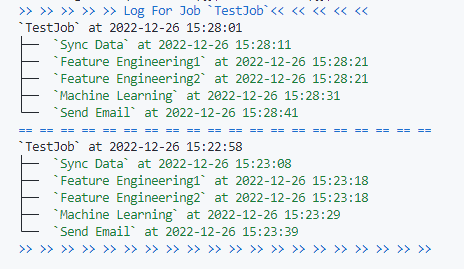 >> >> >> >> >> Log For Job `TestJob`<< << << << <<
`TestJob` at 2022-12-26 15:28:01
├── `Sync Data` at 2022-12-26 15:28:11
├── `Feature Engineering1` at 2022-12-26 15:28:21
├── `Feature Engineering2` at 2022-12-26 15:28:21
├── `Machine Learning` at 2022-12-26 15:28:31
└── `Send Email` at 2022-12-26 15:28:41
== == == == == == == == == == == == == == == == == == == ==
`TestJob` at 2022-12-26 15:22:58
├── `Sync Data` at 2022-12-26 15:23:08
├── `Feature Engineering1` at 2022-12-26 15:23:18
├── `Feature Engineering2` at 2022-12-26 15:23:18
├── `Machine Learning` at 2022-12-26 15:23:29
└── `Send Email` at 2022-12-26 15:23:39
>> >> >> >> >> >> >> >> >> >> >> >> >> >> >> >> >> >> >> >>